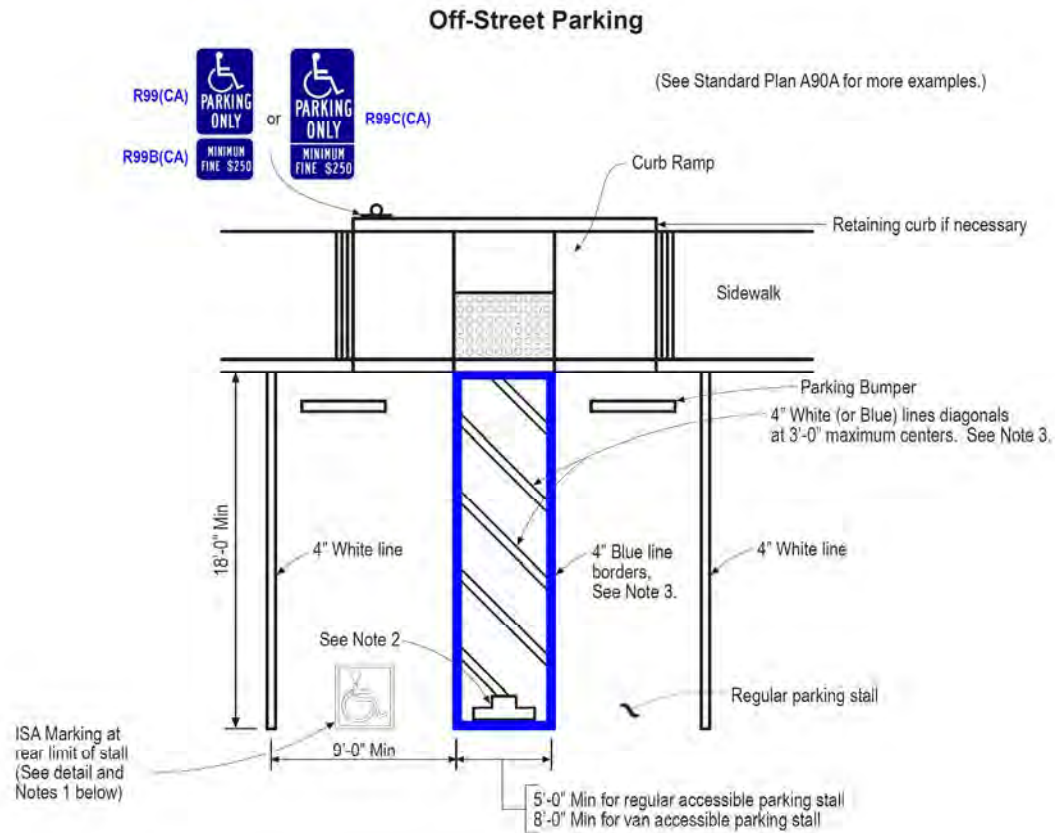 Off-Street Parking
R99(CA)
PARKING
ONLY
R99B(CA)
MINIMUM
FINE $250
or
PARKING
ONLY
MINIMUM
FINE $250
R99C(CA)
(See Standard Plan A90A for more examples.)
Curb Ramp
Retaining curb if necessary
Sidewalk
Parking Bumper
4" White (or Blue) lines diagonals
at 3'-0" maximum centers. See Note 3.
18'-0" Min
4" White line
4" Blue line
borders,
See Note 3.
4" White line
See Note 2
Regular parking stall
ISA Marking at
rear limit of stall
(See detail and
Notes 1 below)
9'-0" Min
5'-0" Min for regular accessible parking stall
8'-0" Min for van accessible parking stall